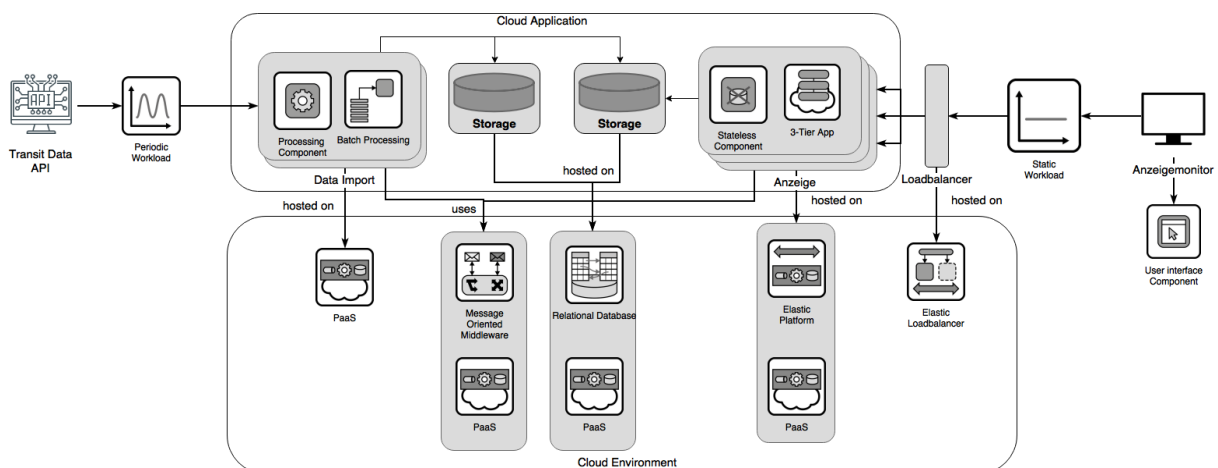 Cloud Application
API
Transit Data
API
Periodic
Workload
Processing
Component
Batch Processing
Data Import
Storage
Storage
Stateless
Component
3-Tier App
Anzeige
Loadbalancer
Static
Workload
Anzeigemonitor
User interface
Component
hosted on
uses
hosted on
hosted on
hosted on
PaaS
Message
Oriented
Middleware
PaaS
Relational Database
PaaS
Elastic
Platform
PaaS
Elastic
Loadbalancer
Cloud Environment